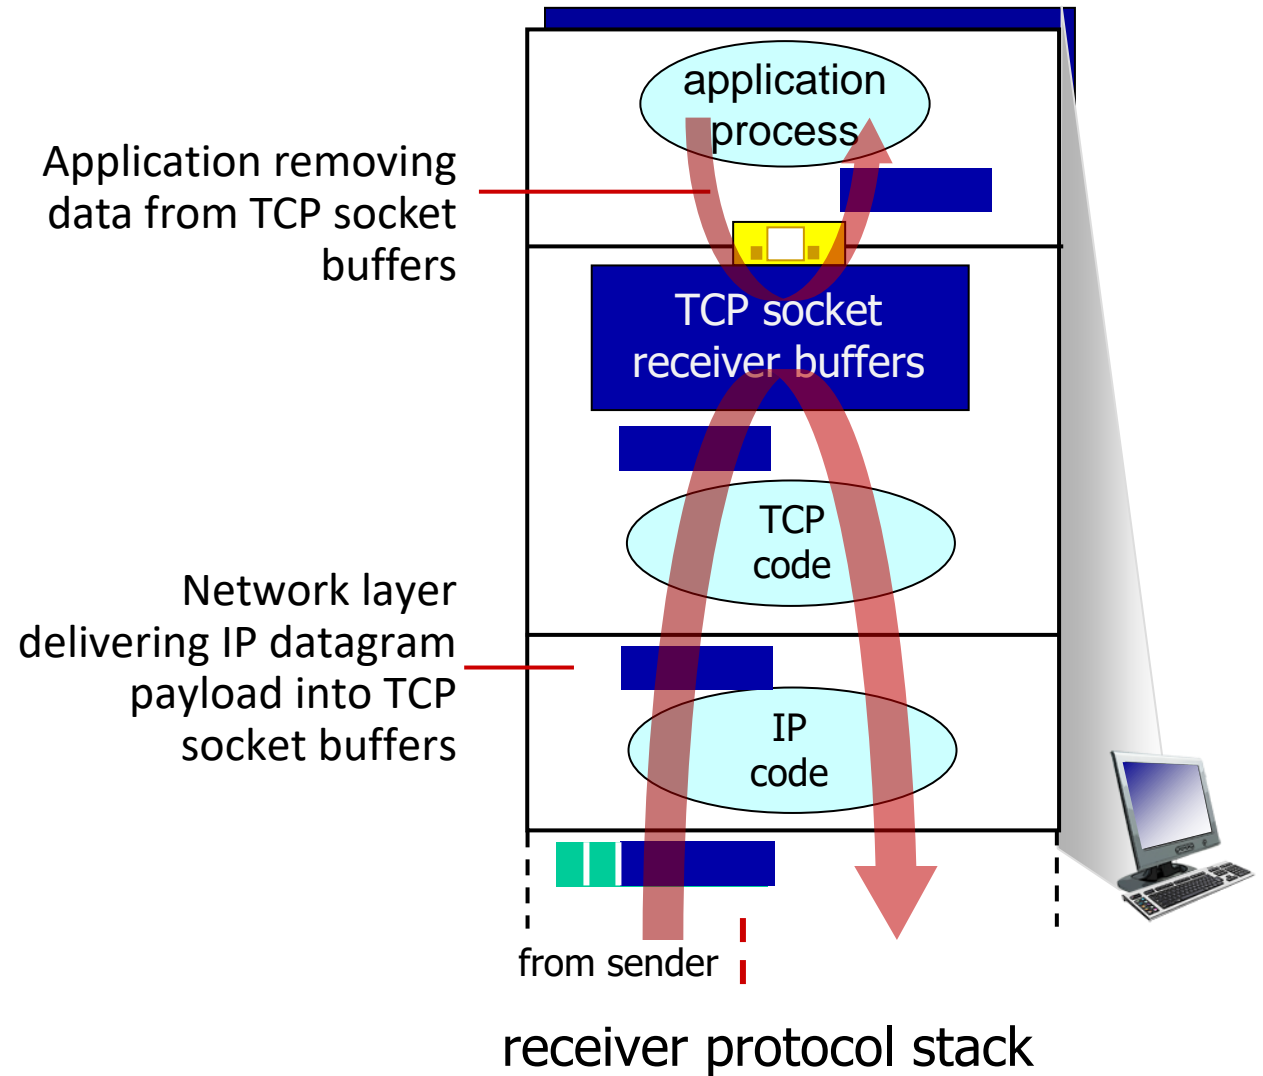 application
process
Application removing
data from TCP socket
buffers
TCP socket
receiver buffers
TCP
code
Network layer
delivering IP datagram
payload into TCP
socket buffers
IP
code
from sender
receiver protocol stack